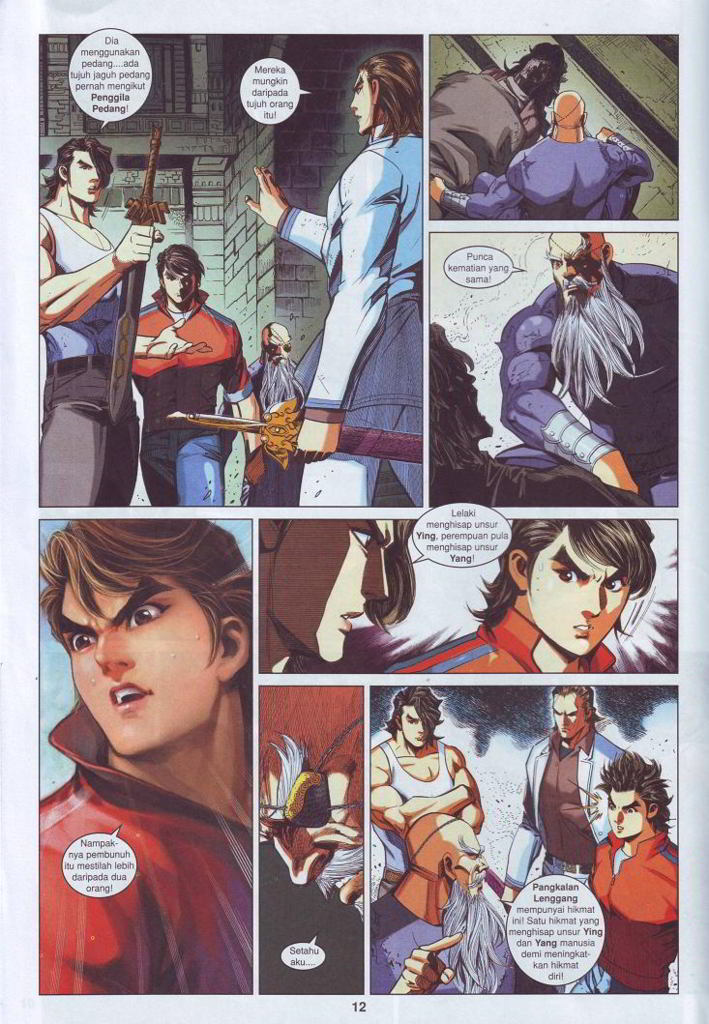 Dia
menggunakan
pedang....ada
tujuh jaguh pedang
pernah mengikut
Penggila
Pedang!
Mereka
mungkin
daripada
tujuh orang
itu!
Punca
kematian yang
sama!
Nampak-
nya pembunuh
itu mestilah lebih
daripada dua
orang!
Lelaki
menghisap unsur
Ying, perempuan pula
menghisap unsur
Yang!
Setahu
aku....
Pangkalan
Lenggang
mempunyai hikmat
ini! Satu hikmat yang
menghisap unsur Ying
dan Yang manusia
demi meningkat-
kan hikmat
diri!
12